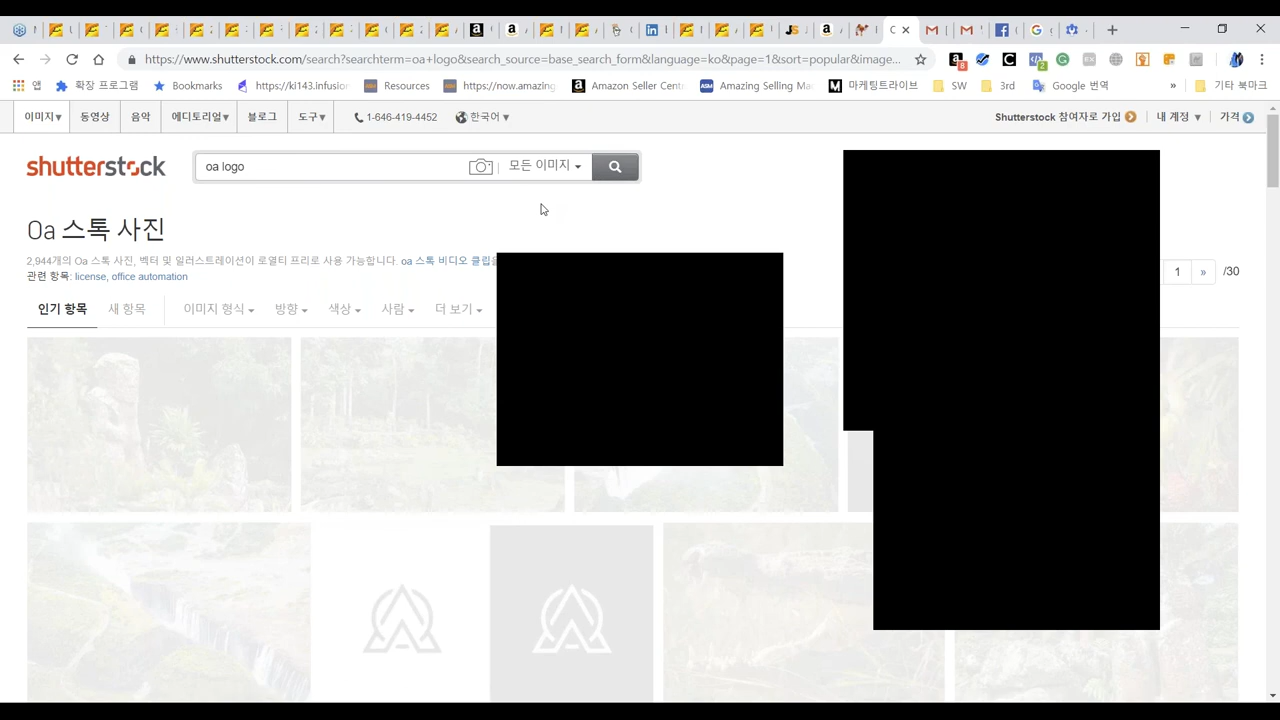 https://www.shutterstock.com/search?searchterm=oa+logo&search_source=base_search_form&language=ko&page=1&sort=popular&image...
8
2
앱
확장 프로그램
Bookmarks
https://ki143.infusio
Resources
https://now.amazing
Amazon Seller Cent
Amazing Selling Ma
마케팅트라이브
SW
3rd
Google 번역
»
기타 북마크
이미지 동영상 음악 에디토리얼 블로그 도구 1-646-419-4452 한국어 Shutterstock 참여자로 가입 내 계정 가격
shutterstock
oa logo 모든 이미지
Oa 스톡 사진
2,944개의 Oa 스톡 사진, 벡터 및 일러스트레이션이 로열티 프리로 사용 가능합니다. oa 스톡 비디오 클립을
관련 항목: license, office automation
1 » /30
인기 항목 새 항목 이미지 형식 방향 색상 사람 더 보기